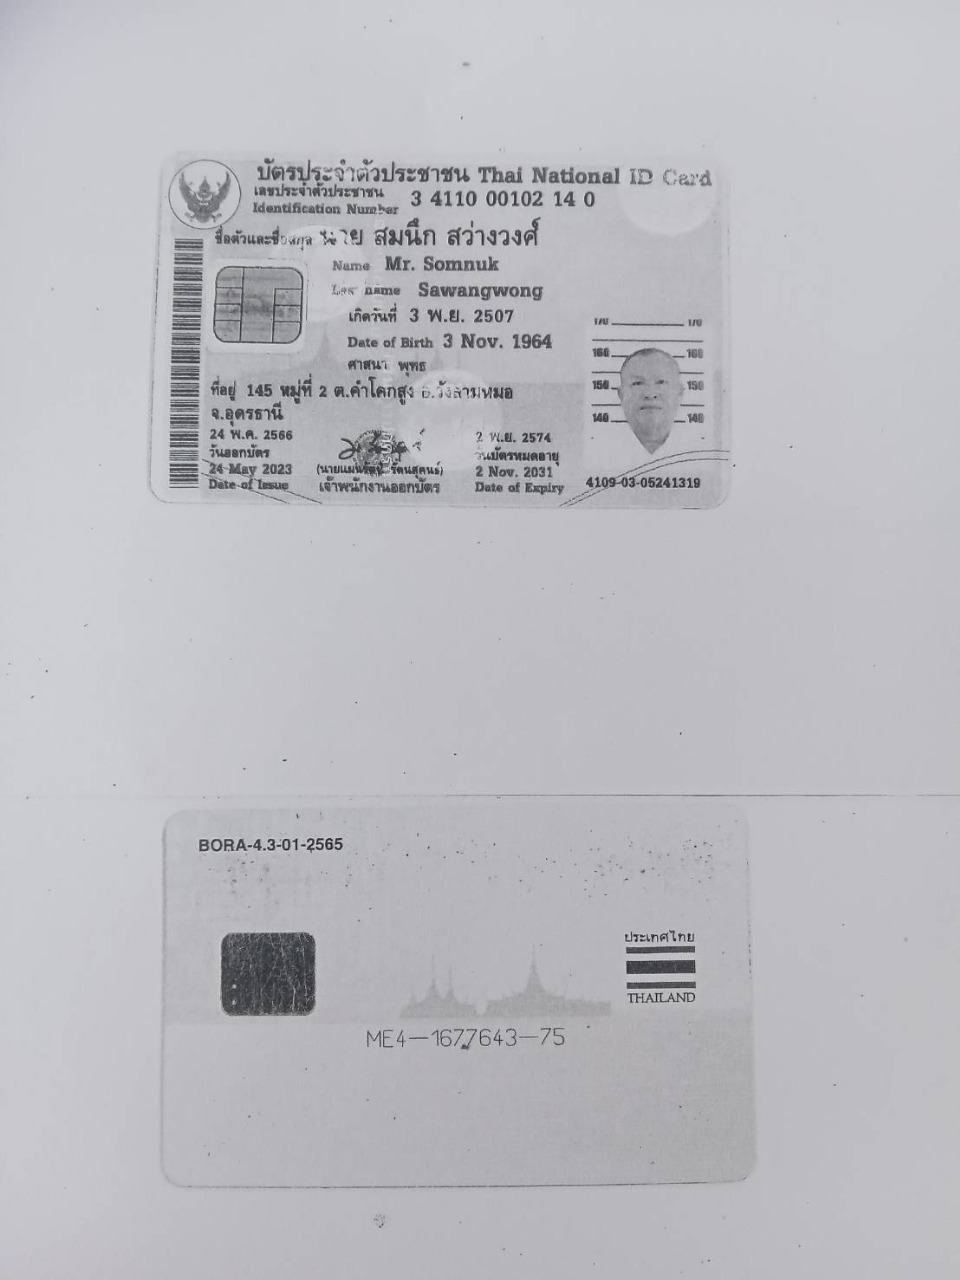 บัตรประจำตัวประชาชน Thai National ID Card
เลขประจำตัวประชาชน
Identification Number 3 4110 00102 14 0
ชื่อตัวและชื่อสกุล นาย สมนึก สว่างวงศ์
Name Mr. Somnuk
Last name Sawangwong
เกิดวันที่ 3 พ.ย. 2507
Date of Birth 3 Nov. 1964
ศาสนา พุทธ
ที่อยู่ 145 หมู่ที่ 2 ต.คำโคกสูง อ.วังสามหมอ
จ.อุดรธานี
24 พ.ค. 2566
วันออกบัตร
24 May 2023
Date of Issue
เจ้าพนักงานออกบัตร
2 พ.ย. 2574
วันบัตรหมดอายุ
2 Nov. 2031
Date of Expiry
160 160
150 150
140 140
4109-03-05241319
BORA-4.3-01-2565
ประเทศไทย
THAILAND
ME4-1677643-75